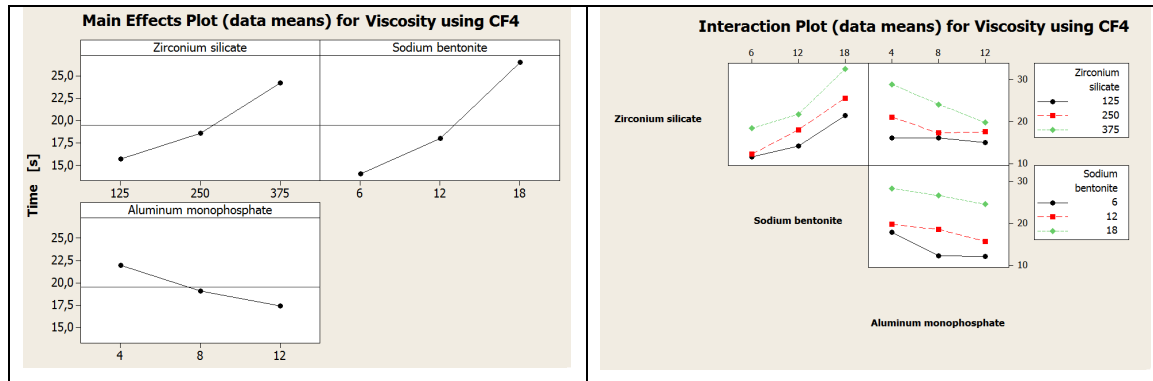 Main Effects Plot (data means) for Viscosity using CF4
Zirconium silicate
Sodium bentonite
25,0
22,5
20,0
17,5
15,0
125 250 375
6 12 18
Aluminum monophosphate
25,0
22,5
20,0
17,5
15,0
4 8 12
Time [s]
Interaction Plot (data means) for Viscosity using CF4
6 12 18
4 8 12
Zirconium silicate
30
20
10
Zirconium
silicate
125
250
375
Sodium bentonite
30
20
10
Sodium
bentonite
6
12
18
Aluminum monophosphate